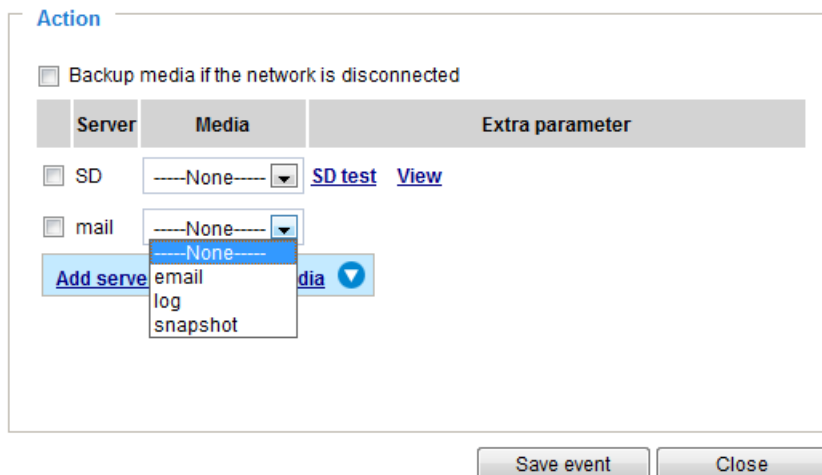 Action
Backup media if the network is disconnected
Server Media Extra parameter
SD -----None----- SD test View
mail -----None-----
-----None-----
Add serve dia
email
log
snapshot
Save event Close